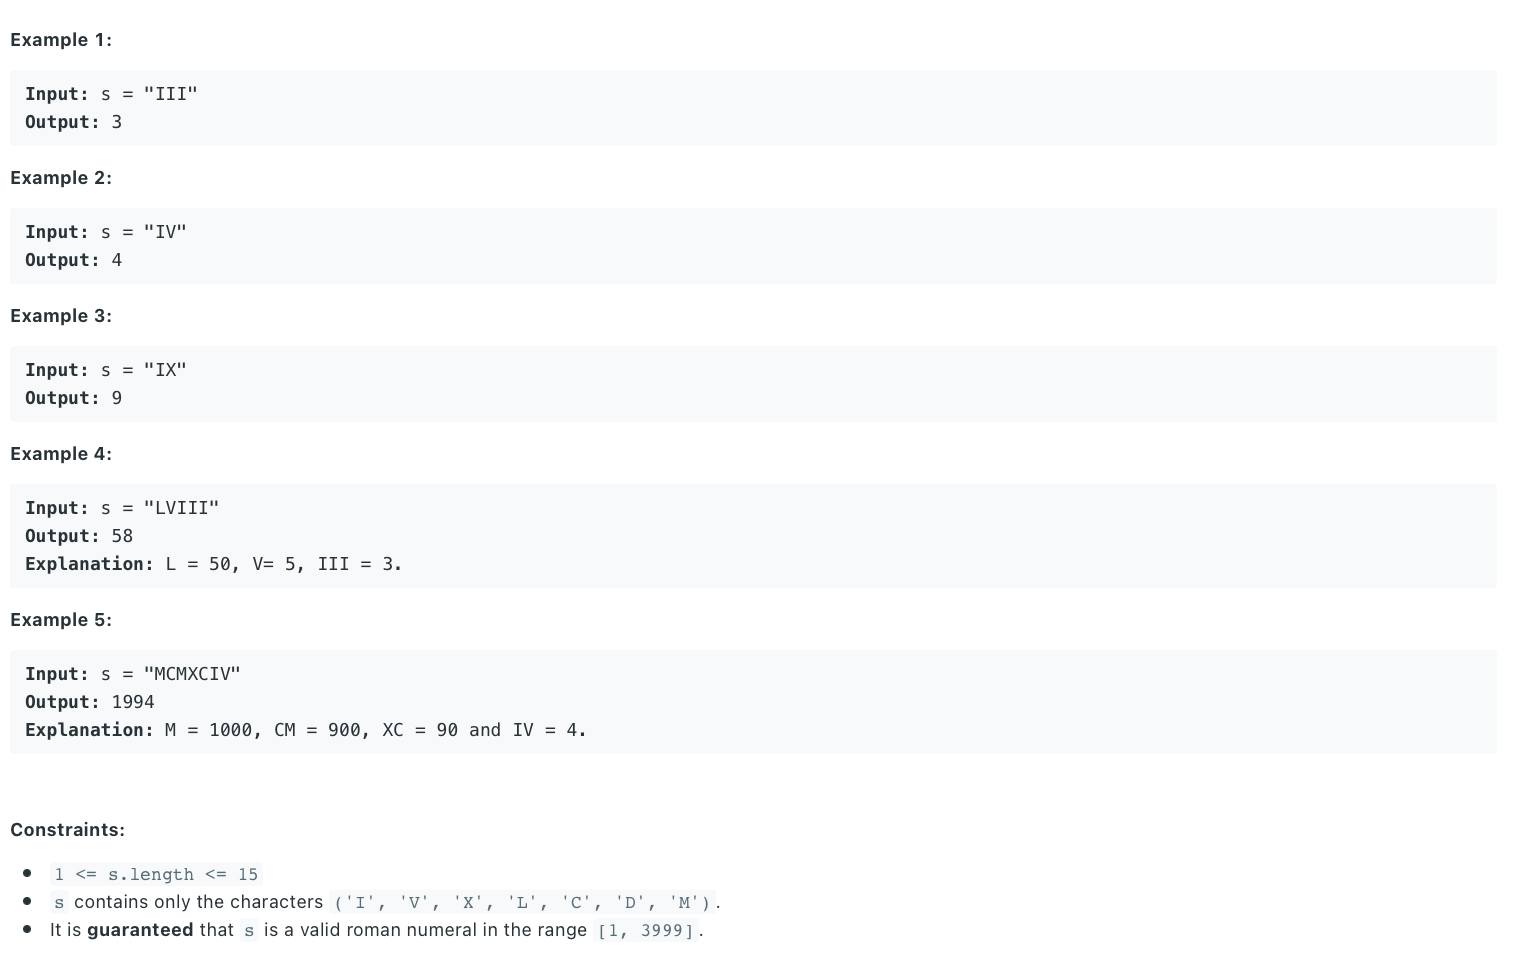 Example 1:
Input: s = "III"
Output: 3
Example 2:
Input: s = "IV"
Output: 4
Example 3:
Input: s = "IX"
Output: 9
Example 4:
Input: s = "LVIII"
Output: 58
Explanation: L = 50, V= 5, III = 3.
Example 5:
Input: s = "MCMXCIV"
Output: 1994
Explanation: M = 1000, CM = 900, XC = 90 and IV = 4.
Constraints:
• 1 <= s.length <= 15
• s contains only the characters ('I', 'V', 'X', 'L', 'C', 'D', 'M').
• It is guaranteed that s is a valid roman numeral in the range [1, 3999].